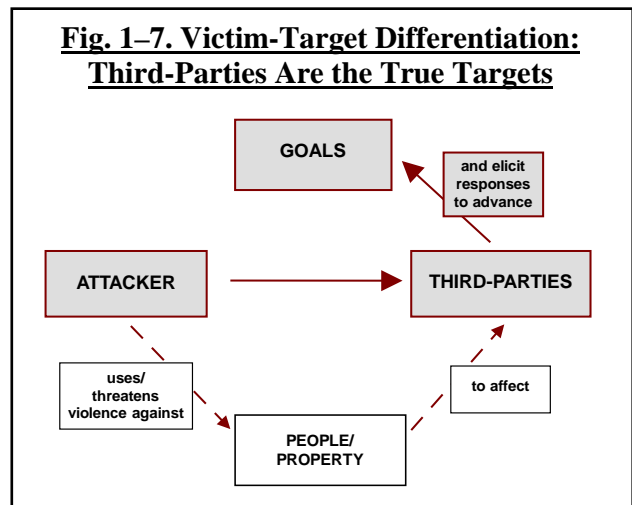 Fig. 1–7. Victim-Target Differentiation:
Third-Parties Are the True Targets
GOALS
and elicit
responses
to advance
ATTACKER
THIRD-PARTIES
uses/
threatens
violence against
to affect
PEOPLE/
PROPERTY